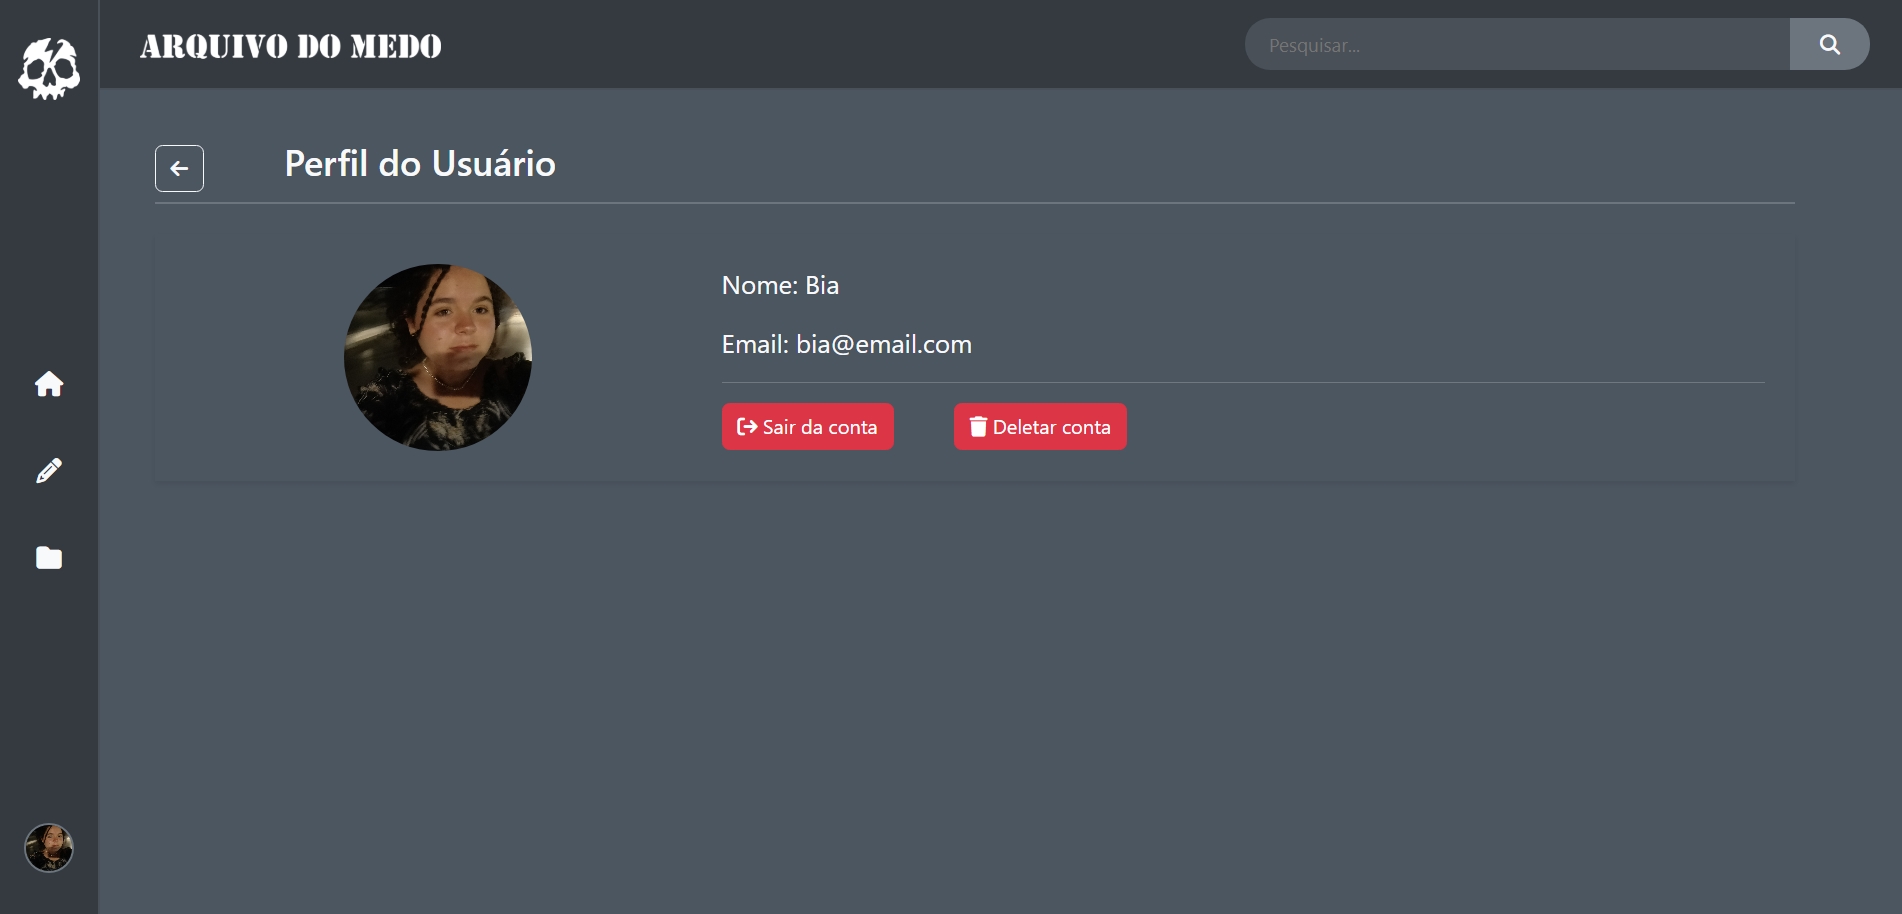 ARQUIVO DO MEDO
Pesquisar...
Perfil do Usuário
Nome: Bia
Email: bia@email.com
Sair da conta
Deletar conta